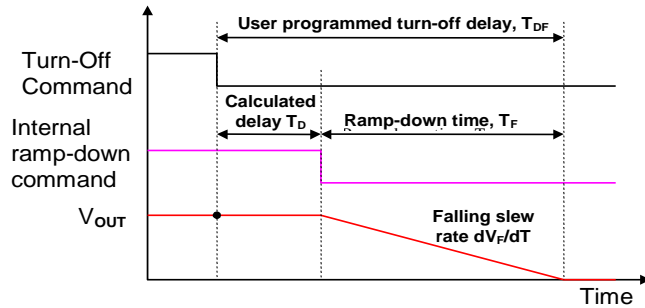 User programmed turn-off delay, TDF
Turn-Off
Command
Calculated
delay TD
Ramp-down time, TF
Internal
ramp-down
command
VOUT
Falling slew
rate dVF/dT
Time